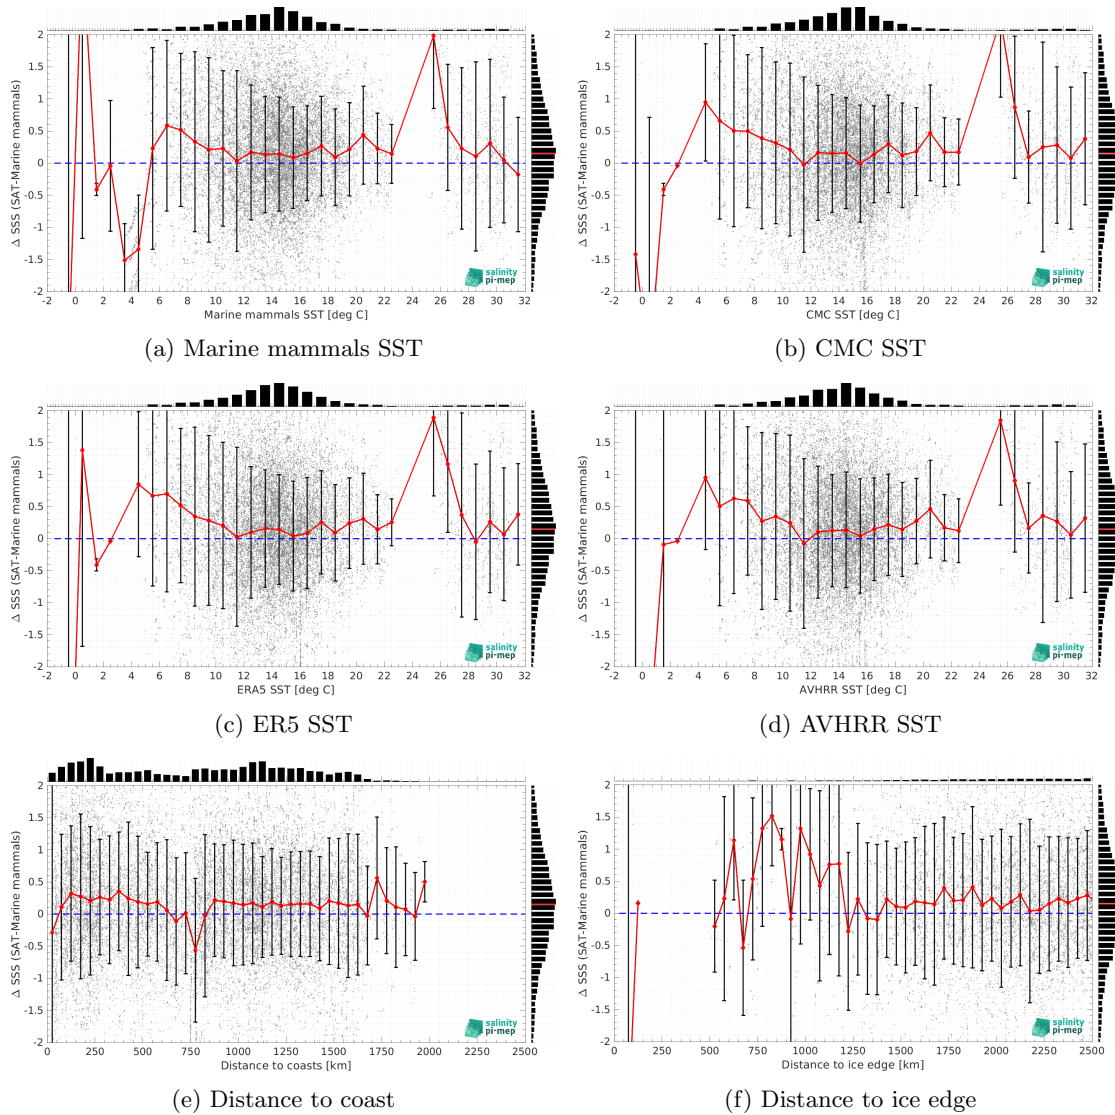 2
1.5
1
0.5
0
-0.5
-1
-1.5
-2
Δ SSS (SAT-Marine mammals)
-2 0 2 4 6 8 10 12 14 16 18 20 22 24 26 28 30 32
Marine mammals SST [deg C]
salinity
pi-mep
(a) Marine mammals SST
2
1.5
1
0.5
0
-0.5
-1
-1.5
-2
Δ SSS (SAT-Marine mammals)
-2 0 2 4 6 8 10 12 14 16 18 20 22 24 26 28 30 32
CMC SST [deg C]
salinity
pi-mep
(b) CMC SST
2
1.5
1
0.5
0
-0.5
-1
-1.5
-2
Δ SSS (SAT-Marine mammals)
-2 0 2 4 6 8 10 12 14 16 18 20 22 24 26 28 30 32
ERA5 SST [deg C]
salinity
pi-mep
(c) ER5 SST
2
1.5
1
0.5
0
-0.5
-1
-1.5
-2
Δ SSS (SAT-Marine mammals)
-2 0 2 4 6 8 10 12 14 16 18 20 22 24 26 28 30 32
AVHRR SST [deg C]
salinity
pi-mep
(d) AVHRR SST
2
1.5
1
0.5
0
-0.5
-1
-1.5
-2
Δ SSS (SAT-Marine mammals)
0 250 500 750 1000 1250 1500 1750 2000 2250 2500
Distance to coasts [km]
salinity
pi-mep
(e) Distance to coast
2
1.5
1
0.5
0
-0.5
-1
-1.5
-2
Δ SSS (SAT-Marine mammals)
0 250 500 750 1000 1250 1500 1750 2000 2250 2500
Distance to ice edge [km]
salinity
pi-mep
(f) Distance to ice edge